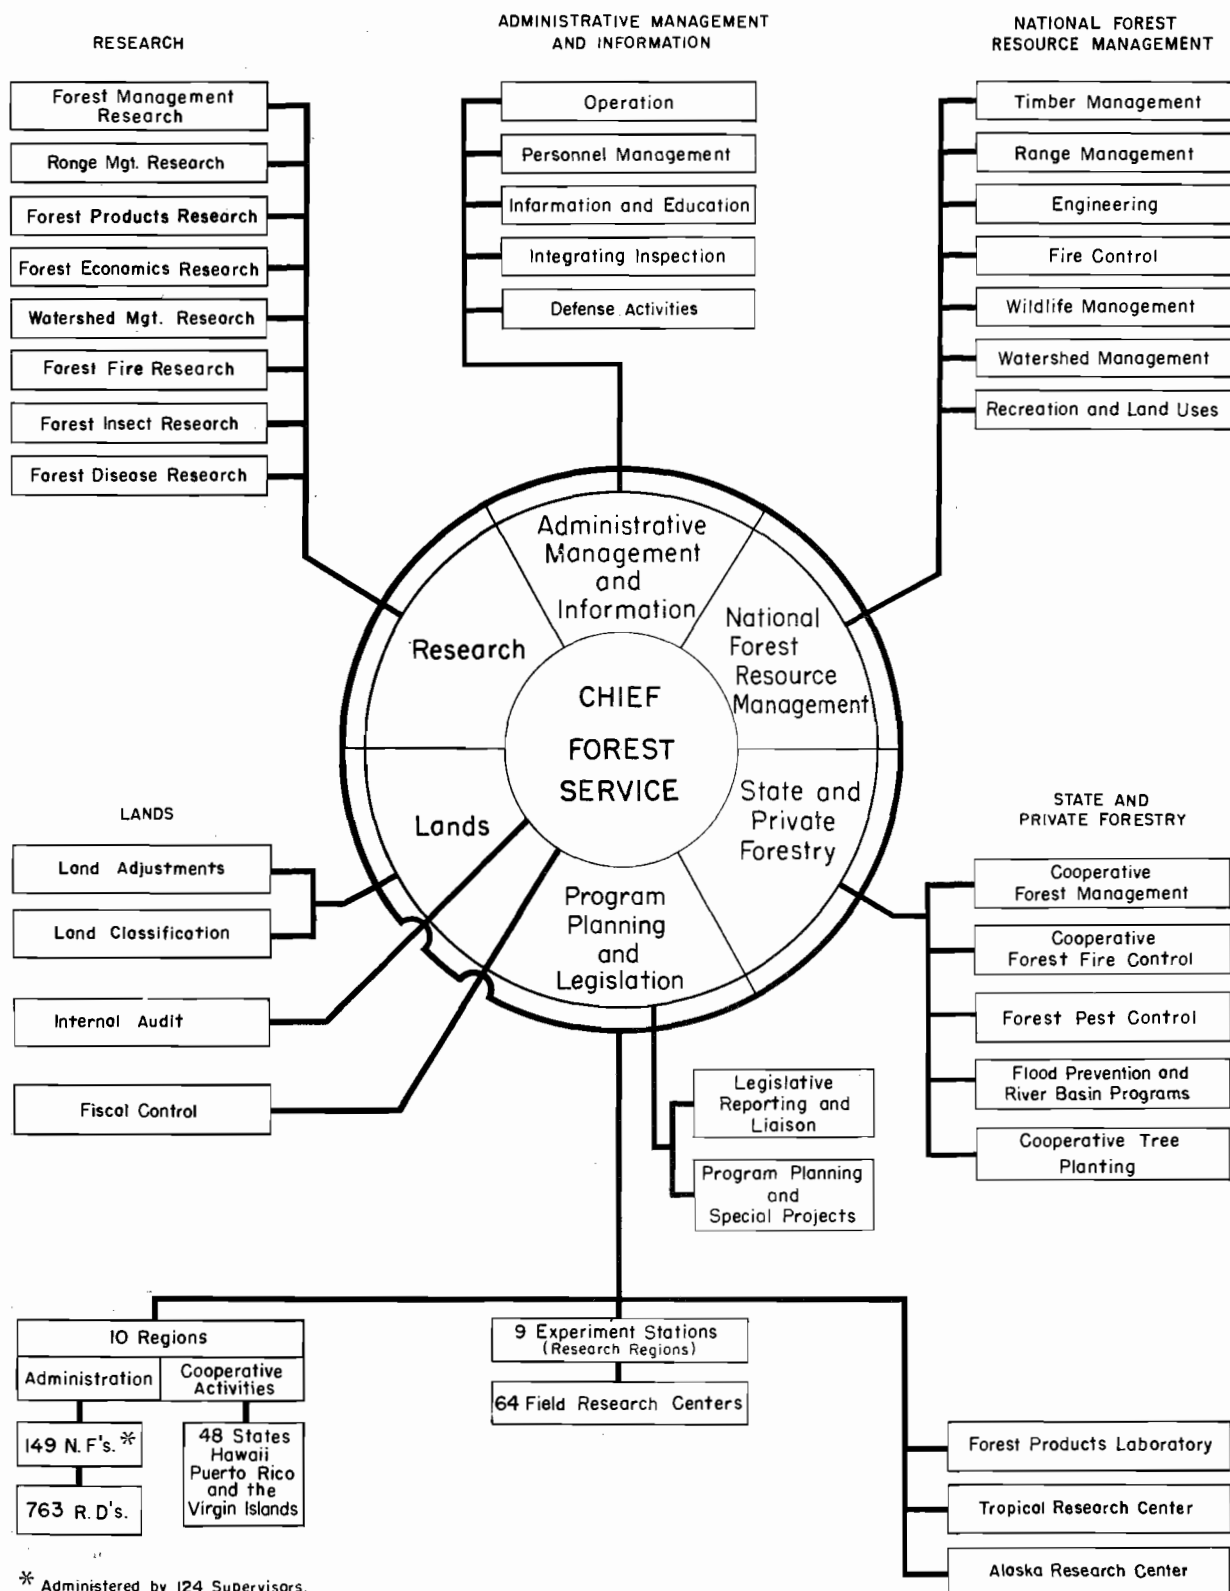 RESEARCH
Forest Management
Research
Ronge Mgt. Research
Forest Products Research
Forest Economics Research
Watershed Mgt. Research
Forest Fire Research
Forest Insect Research
Forest Disease Research
ADMINISTRATIVE MANAGEMENT
AND INFORMATION
Operation
Personnel Management
Information and Education
Integrating Inspection
Defense Activities
NATIONAL FOREST
RESOURCE MANAGEMENT
Timber Management
Range Management
Engineering
Fire Control
Wildlife Management
Watershed Management
Recreation and Land Uses
Administrative
Management
and
Information
National
Forest
Resource
Management
Research
CHIEF
FOREST
SERVICE
Lands
State and
Private
Forestry
Program
Planning
and
Legislation
LANDS
Land Adjustments
Land Classification
Internal Audit
Fiscal Control
STATE AND
PRIVATE FORESTRY
Cooperative
Forest Management
Cooperative
Forest Fire Control
Forest Pest Control
Flood Prevention and
River Basin Programs
Cooperative Tree
Planting
Legislative
Reporting and
Liaison
Program Planning
and
Special Projects
10 Regions
Administration
Cooperative
Activities
149 N. F's. *
763 R. D's.
48 States
Hawaii
Puerto Rico
and the
Virgin Islands
9 Experiment Stations
(Research Regions)
64 Field Research Centers
Forest Products Laboratory
Tropical Research Center
Alaska Research Center
* Administered by 124 Supervisors.